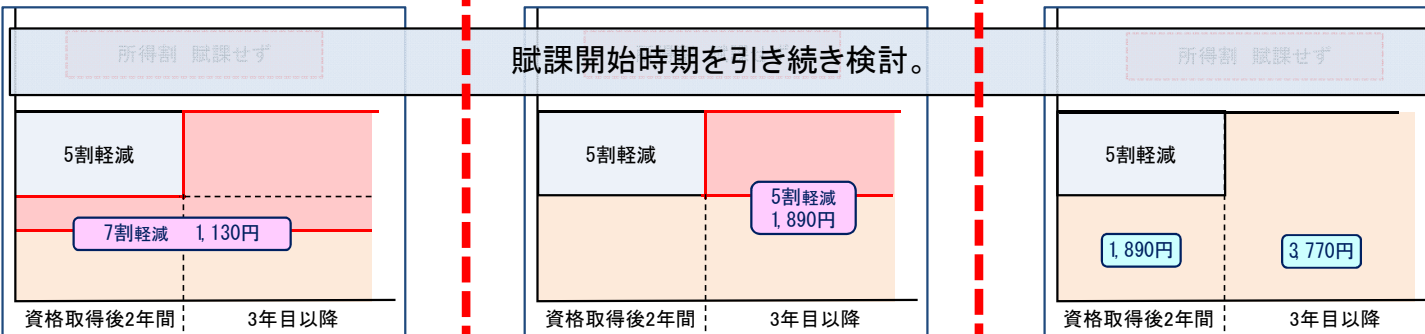 賦課開始時期を引き続き検討。
所得割 賦課せず
所得割 賦課せず
5割軽減
7割軽減 1,130円
資格取得後2年間
3年目以降
5割軽減
5割軽減
1,890円
資格取得後2年間
3年目以降
5割軽減
1,890円
3,770円
資格取得後2年間
3年目以降